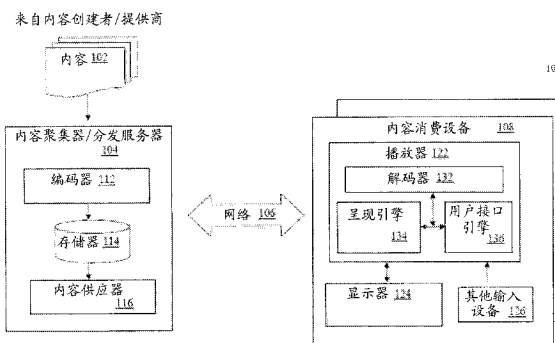 来自内容创建者/提供商
内容 102
内容聚集器/分发服务器
104
编码器 112
存储器 114
内容供应器
116
网络 106
内容消费设备 108
播放器 122
解码器 132
呈现引擎
134
用户接口
引擎
136
显示器 124
其他输入
设备 126